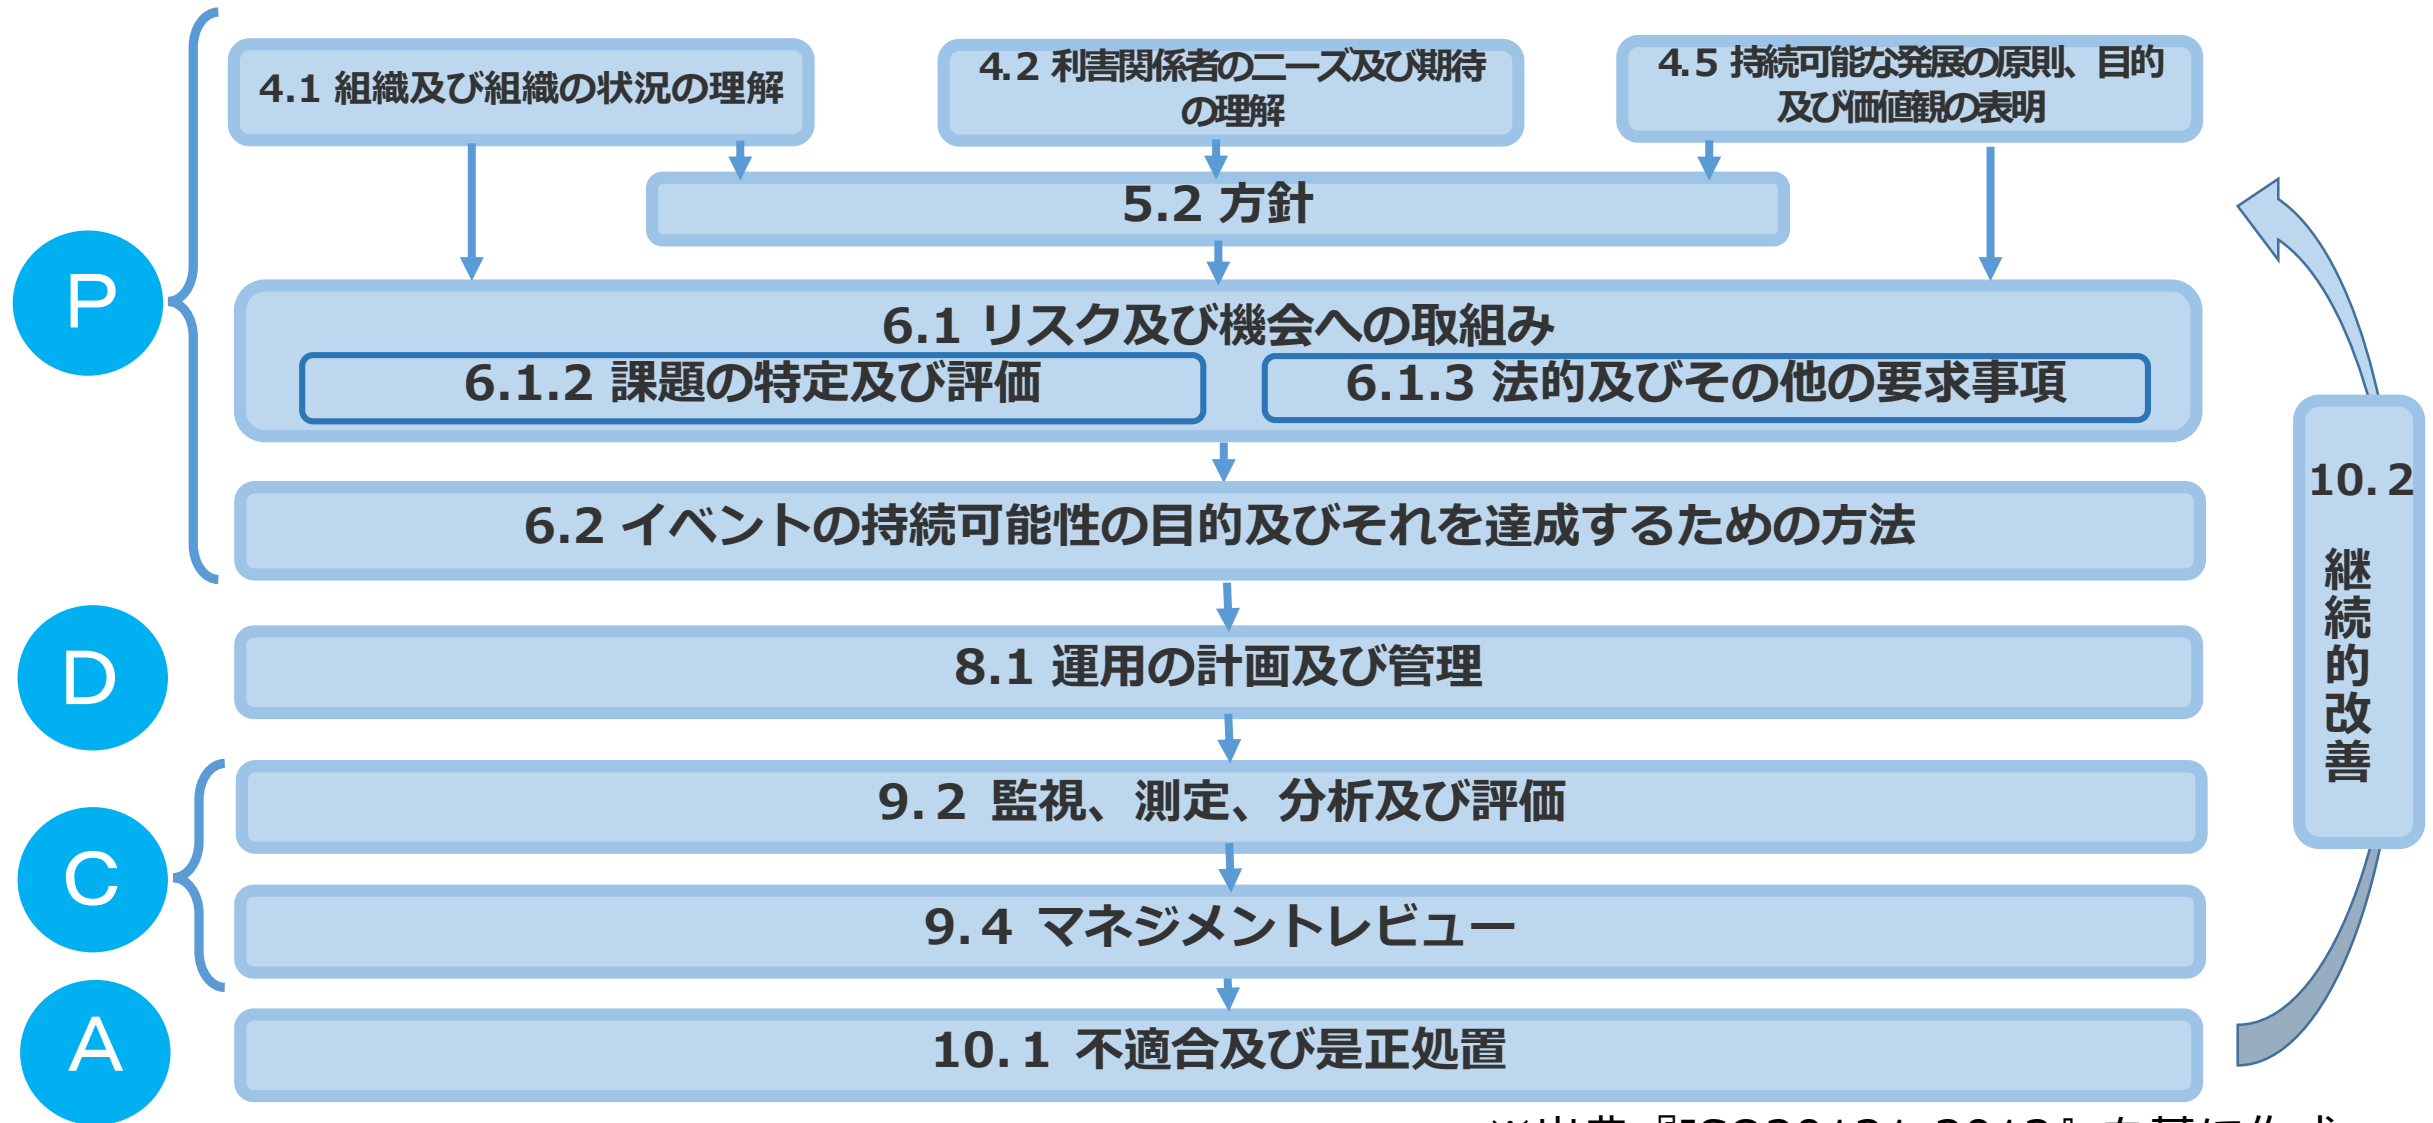 4.1 組織及び組織の状況の理解
4.2 利害関係者のニーズ及び期待
の理解
4.5 持続可能な発展の原則、目的
及び価値観の表明
5.2 方針
P
6.1 リスク及び機会への取組み
6.1.2 課題の特定及び評価
6.1.3 法的及びその他の要求事項
6.2 イベントの持続可能性の目的及びそれを達成するための方法
D
8.1 運用の計画及び管理
C
9.2 監視、測定、分析及び評価
9.4 マネジメントレビュー
A
10.1 不適合及び是正処置
10.2
継続的改善